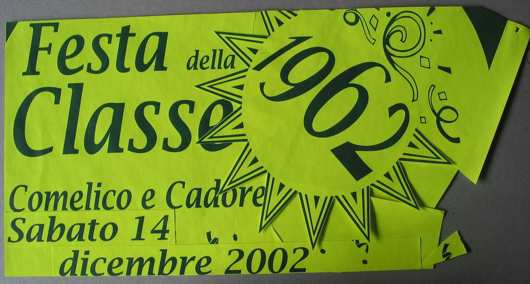 Festa della
Classe
1962
Comelico e Cadore
Sabato 14
dicembre 2002